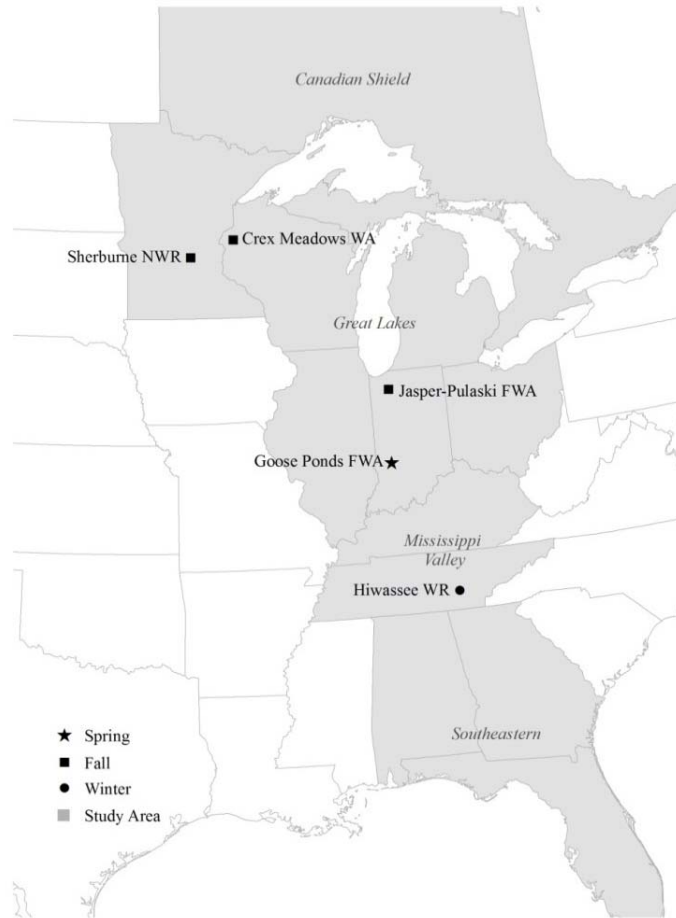 Canadian Shield
Crex Meadows WA
Sherburne NWR
Great Lakes
Jasper-Pulaski FWA
Goose Ponds FWA
Mississippi
Valley
Hiwassee WR
Southeastern
Spring
Fall
Winter
Study Area